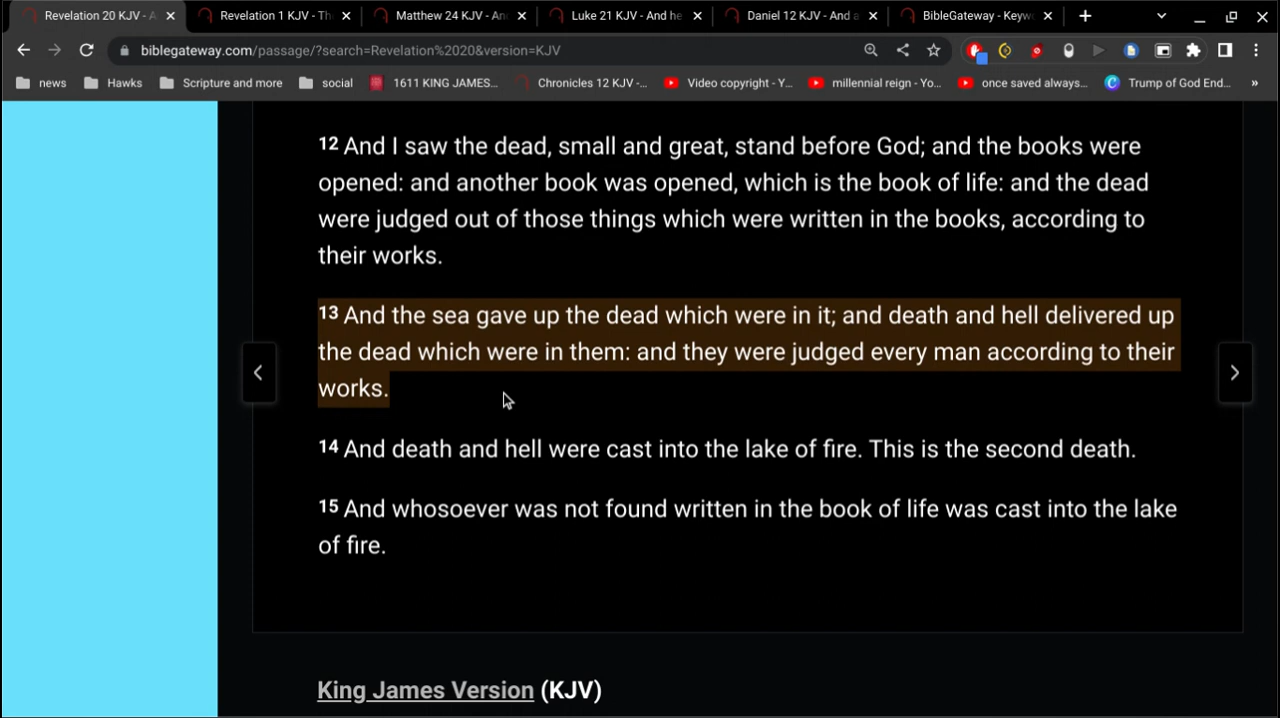 Revelation 20 KJV - A
Revelation 1 KJV - Th
Matthew 24 KJV - An
Luke 21 KJV - And he
Daniel 12 KJV - And a
BibleGateway - Keyw
biblegateway.com/passage/?search=Revelation%2020&version=KJV
news
Hawks
Scripture and more
social
1611 KING JAMES...
Chronicles 12 KJV -...
Video copyright - Y...
millennial reign - Yo...
once saved always...
Trump of God End...
»
12 And I saw the dead, small and great, stand before God; and the books were
opened: and another book was opened, which is the book of life: and the dead
were judged out of those things which were written in the books, according to
their works.
13 And the sea gave up the dead which were in it; and death and hell delivered up
the dead which were in them: and they were judged every man according to their
works.
14 And death and hell were cast into the lake of fire. This is the second death.
15 And whosoever was not found written in the book of life was cast into the lake
of fire.
King James Version (KJV)